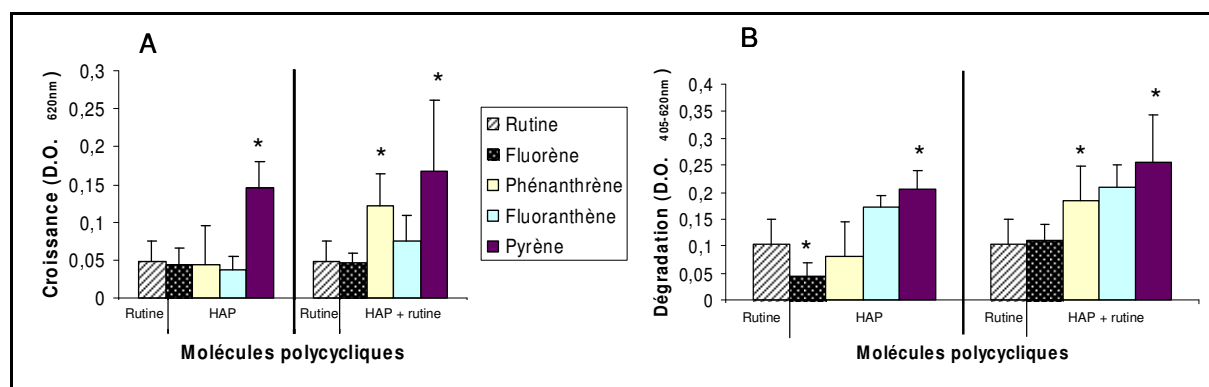 A
Croissance (D.O. 620nm)
0,3
0,25
0,2
0,15
0,1
0,05
0
*
*
*
Rutine
HAP
Rutine
HAP + rutine
Molécules polycycliques
Rutine
Fluorène
Phénanthrène
Fluoranthène
Pyrène
B
Dégradation (D.O. 405-620nm)
0,4
0,35
0,3
0,25
0,2
0,15
0,1
0,05
0
*
*
*
*
Rutine
HAP
Rutine
HAP + rutine
Molécules polycycliques